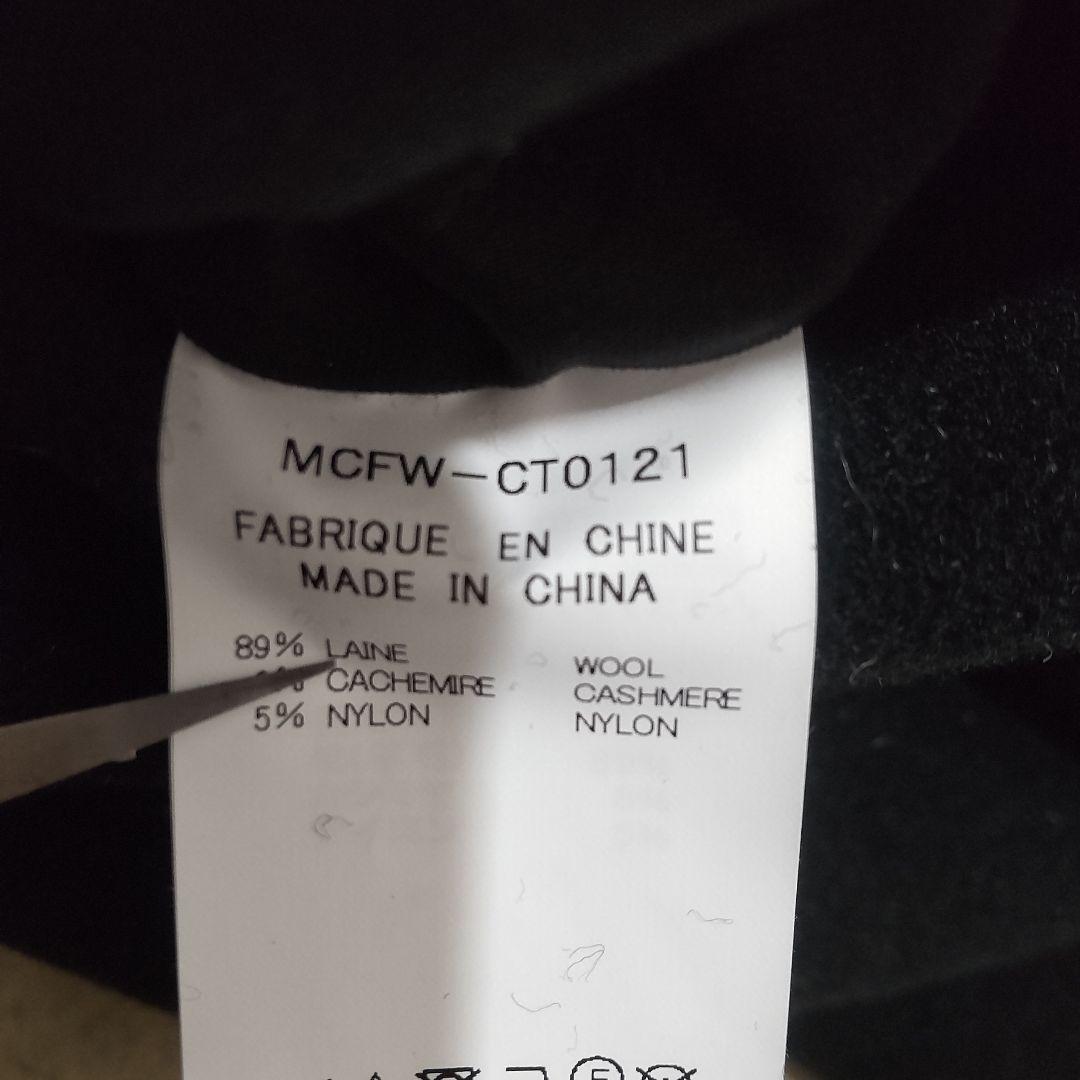 MCFW-CT0121
FABRIQUE EN CHINE
MADE IN CHINA
89% LAINE WOOL
CACHEMIRE CASHMERE
5% NYLON NYLON